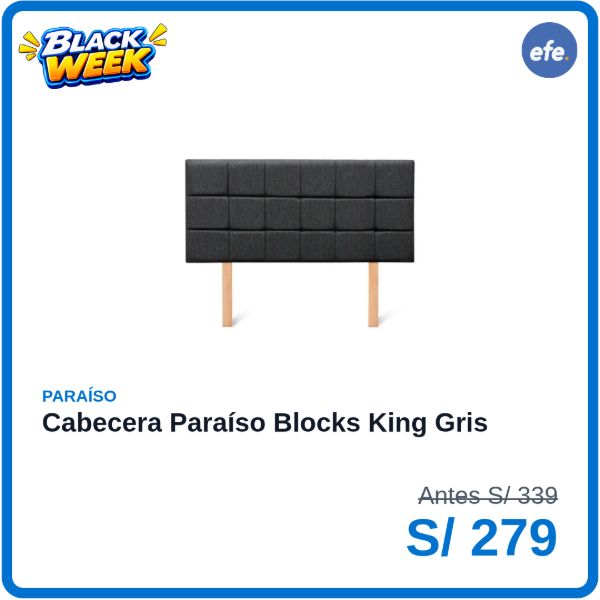 BLACK
WEEK
efe.
PARAÍSO
Cabecera Paraíso Blocks King Gris
Antes S/ 339
S/ 279